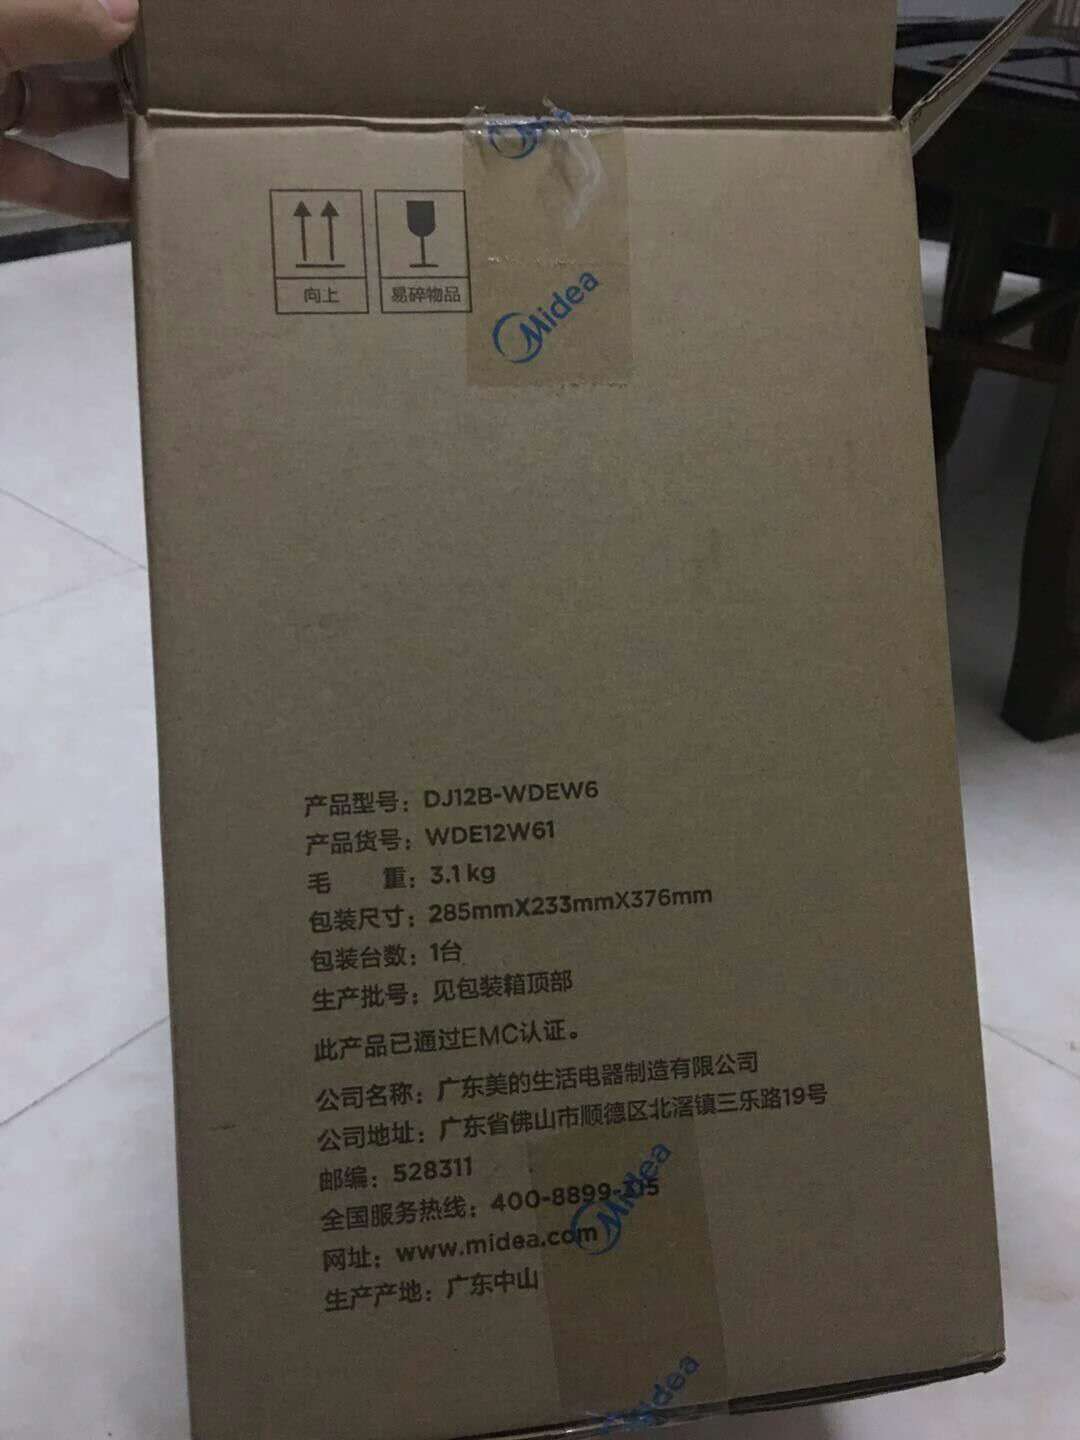 Midea
向上
易碎物品
Midea
产品型号：DJ12B-WDEW6
产品货号：WDE12W61
毛 重：3.1kg
包装尺寸：285mmX233mmX376mm
包装台数：1台
生产批号：见包装箱顶部
此产品已通过EMC认证。
公司名称：广东美的生活电器制造有限公司
公司地址：广东省佛山市顺德区北滘镇三乐路19号
邮编：528311
全国服务热线：400-8899-315
网址：www.midea.com
生产产地：广东中山
Midea
Midea